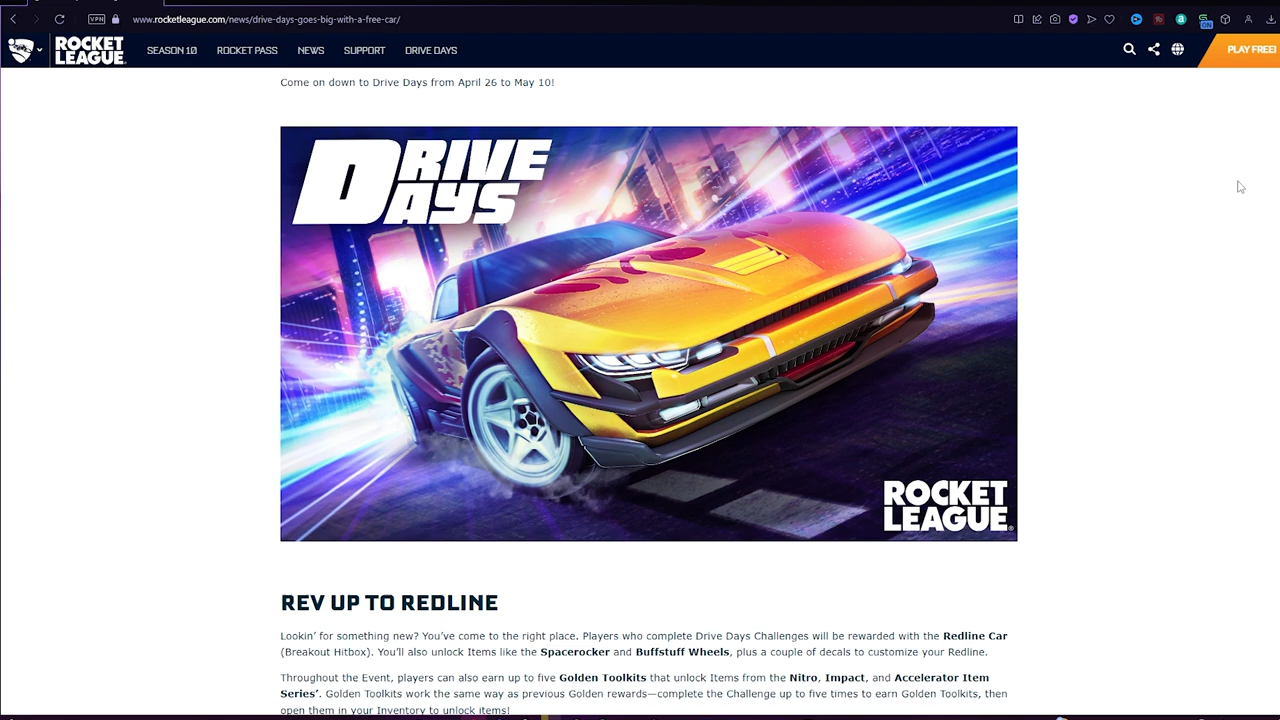 VPN
www.rocketleague.com/news/drive-days-goes-big-with-a-free-car/
ON
ROCKET LEAGUE
SEASON 10
ROCKET PASS
NEWS
SUPPORT
DRIVE DAYS
PLAY FREE!
Come on down to Drive Days from April 26 to May 10!
DRIVE
DAYS
ROCKET
LEAGUE
REV UP TO REDLINE
Lookin’ for something new? You’ve come to the right place. Players who complete Drive Days Challenges will be rewarded with the Redline Car
(Breakout Hitbox). You’ll also unlock Items like the Spacerocker and Buffstuff Wheels, plus a couple of decals to customize your Redline.
Throughout the Event, players can also earn up to five Golden Toolkits that unlock Items from the Nitro, Impact, and Accelerator Item
Series’. Golden Toolkits work the same way as previous Golden rewards—complete the Challenge up to five times to earn Golden Toolkits, then
open them in your Inventory to unlock items!